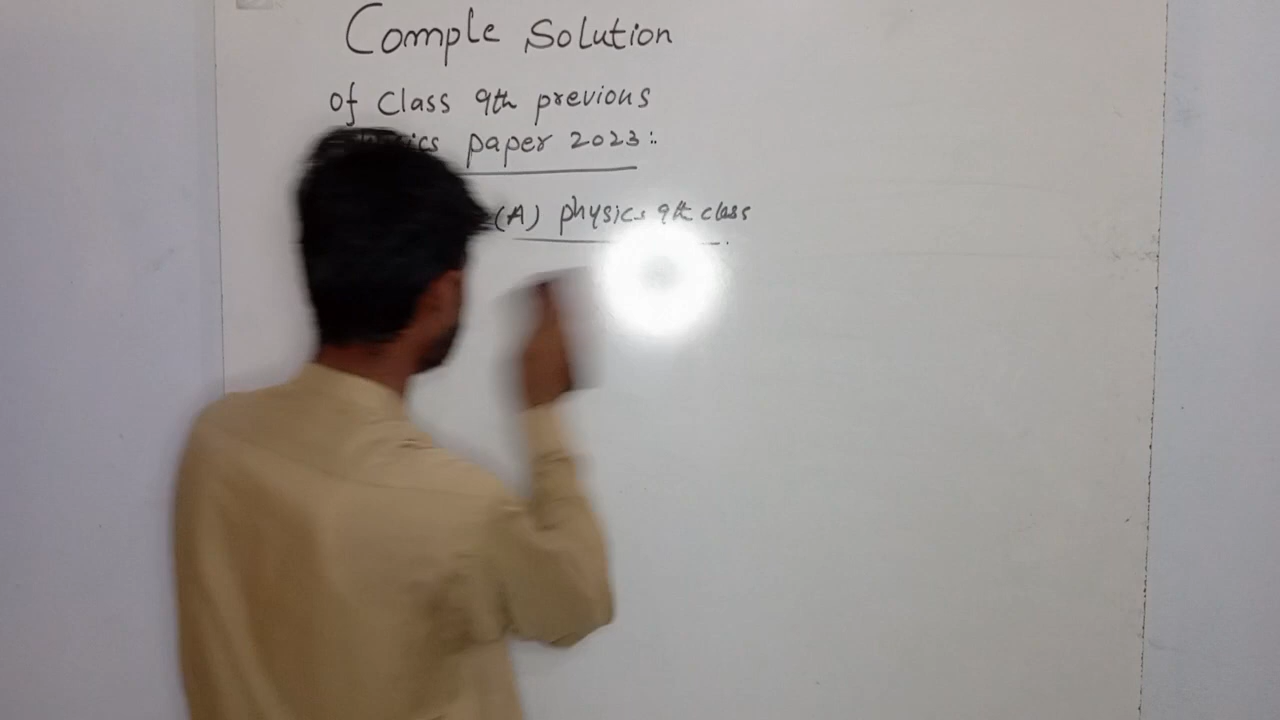 Comple Solution
of Class 9th previous
paper 2023:
(A) physics 9th class